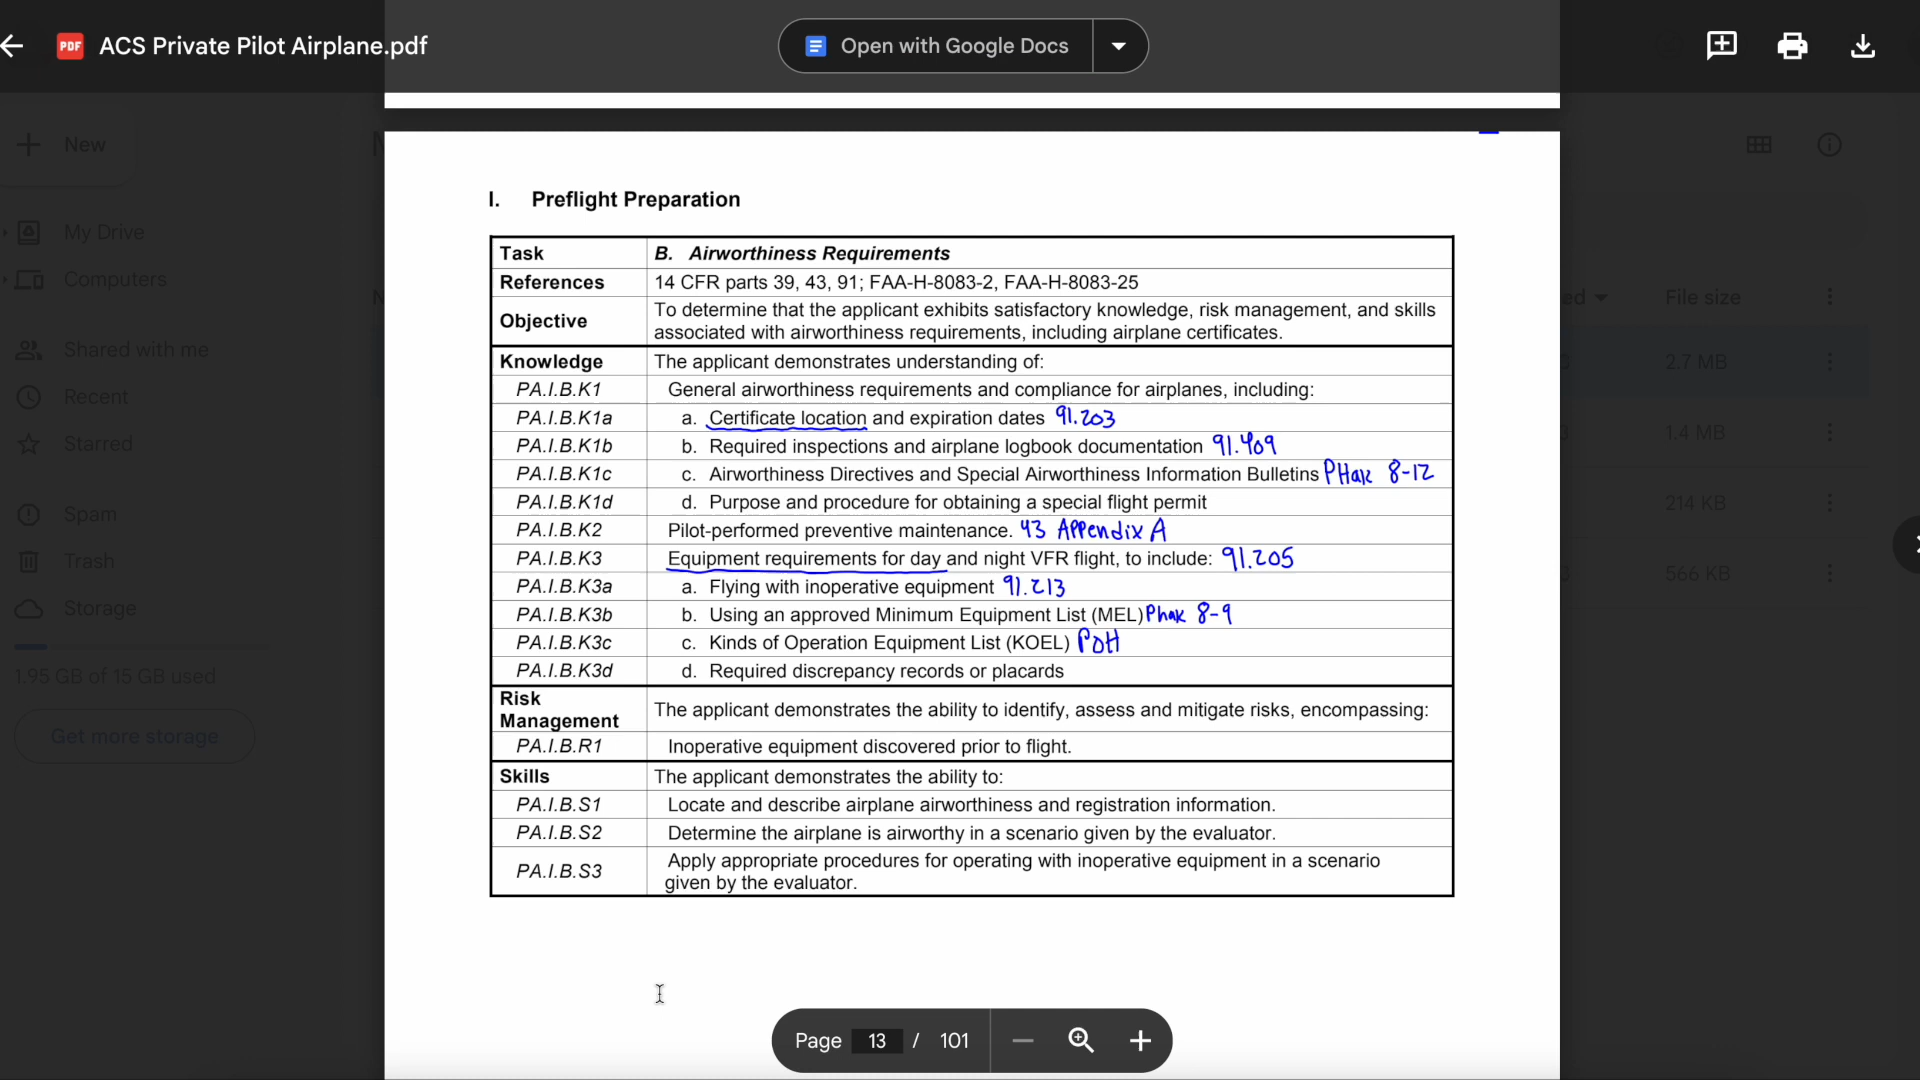 ACS Private Pilot Airplane.pdf
Open with Google Docs
New
My Drive
Computers
Shared with me
Recent
Starred
Spam
Trash
Storage
1.95 GB of 15 GB used
Get more storage
File size
2.7 MB
1.4 MB
214 KB
566 KB
I. Preflight Preparation
Task B. Airworthiness Requirements
References 14 CFR parts 39, 43, 91; FAA-H-8083-2, FAA-H-8083-25
Objective To determine that the applicant exhibits satisfactory knowledge, risk management, and skills
associated with airworthiness requirements, including airplane certificates.
Knowledge The applicant demonstrates understanding of:
PA.I.B.K1 General airworthiness requirements and compliance for airplanes, including:
PA.I.B.K1a a. Certificate location and expiration dates 91.203
PA.I.B.K1b b. Required inspections and airplane logbook documentation 91.409
PA.I.B.K1c c. Airworthiness Directives and Special Airworthiness Information Bulletins PHak 8-12
PA.I.B.K1d d. Purpose and procedure for obtaining a special flight permit
PA.I.B.K2 Pilot-performed preventive maintenance. 43 Appendix A
PA.I.B.K3 Equipment requirements for day and night VFR flight, to include: 91.205
PA.I.B.K3a a. Flying with inoperative equipment 91.213
PA.I.B.K3b b. Using an approved Minimum Equipment List (MEL) Phak 8-9
PA.I.B.K3c c. Kinds of Operation Equipment List (KOEL) POH
PA.I.B.K3d d. Required discrepancy records or placards
Risk
Management The applicant demonstrates the ability to identify, assess and mitigate risks, encompassing:
PA.I.B.R1 Inoperative equipment discovered prior to flight.
Skills The applicant demonstrates the ability to:
PA.I.B.S1 Locate and describe airplane airworthiness and registration information.
PA.I.B.S2 Determine the airplane is airworthy in a scenario given by the evaluator.
PA.I.B.S3 Apply appropriate procedures for operating with inoperative equipment in a scenario
given by the evaluator.
Page 13 / 101